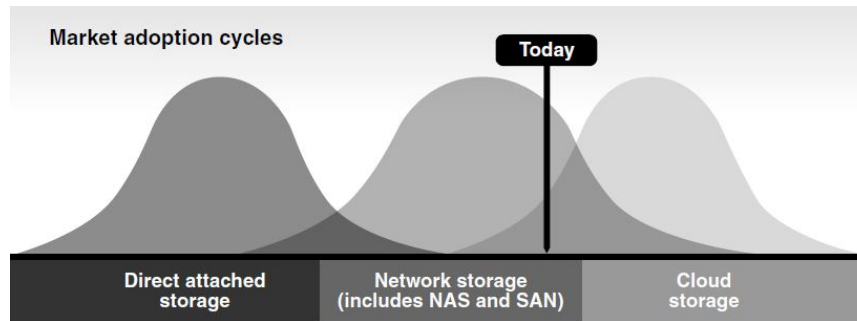 Market adoption cycles
Today
Direct attached
storage
Network storage
(includes NAS and SAN)
Cloud
storage